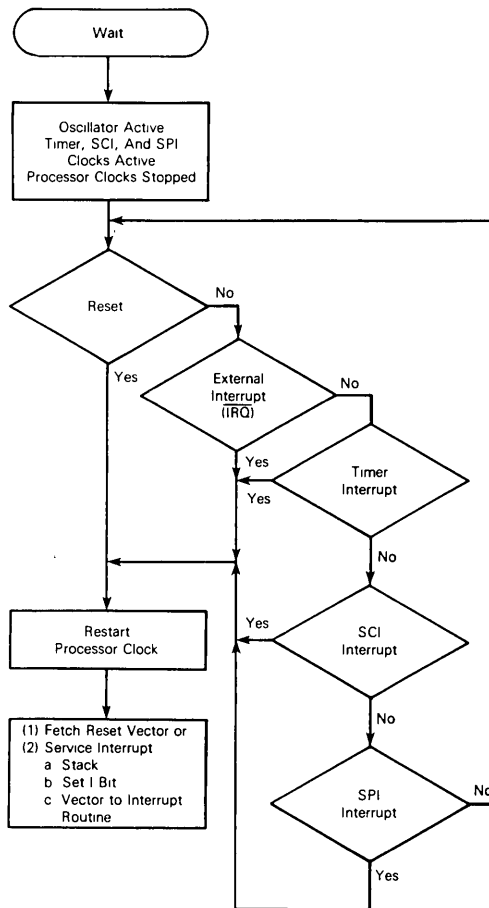 Wait
Oscillator Active
Timer, SCI, And SPI
Clocks Active
Processor Clocks Stopped
Reset
No
Yes
External
Interrupt
(IRQ)
No
Yes
Timer
Interrupt
Yes
No
SCI
Interrupt
Yes
No
SPI
Interrupt
No
Yes
Restart
Processor Clock
(1) Fetch Reset Vector or
(2) Service Interrupt
a Stack
b Set I Bit
c Vector to Interrupt
Routine